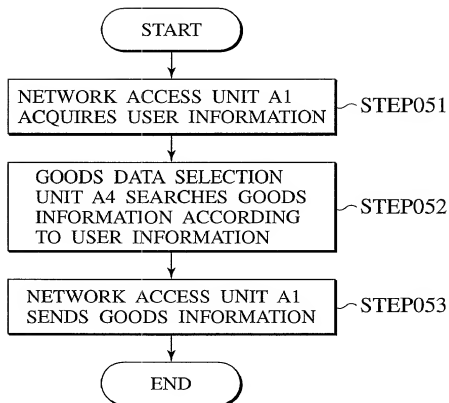 START
NETWORK ACCESS UNIT A1
ACQUIRES USER INFORMATION
STEP051
GOODS DATA SELECTION
UNIT A4 SEARCHES GOODS
INFORMATION ACCORDING
TO USER INFORMATION
STEP052
NETWORK ACCESS UNIT A1
SENDS GOODS INFORMATION
STEP053
END